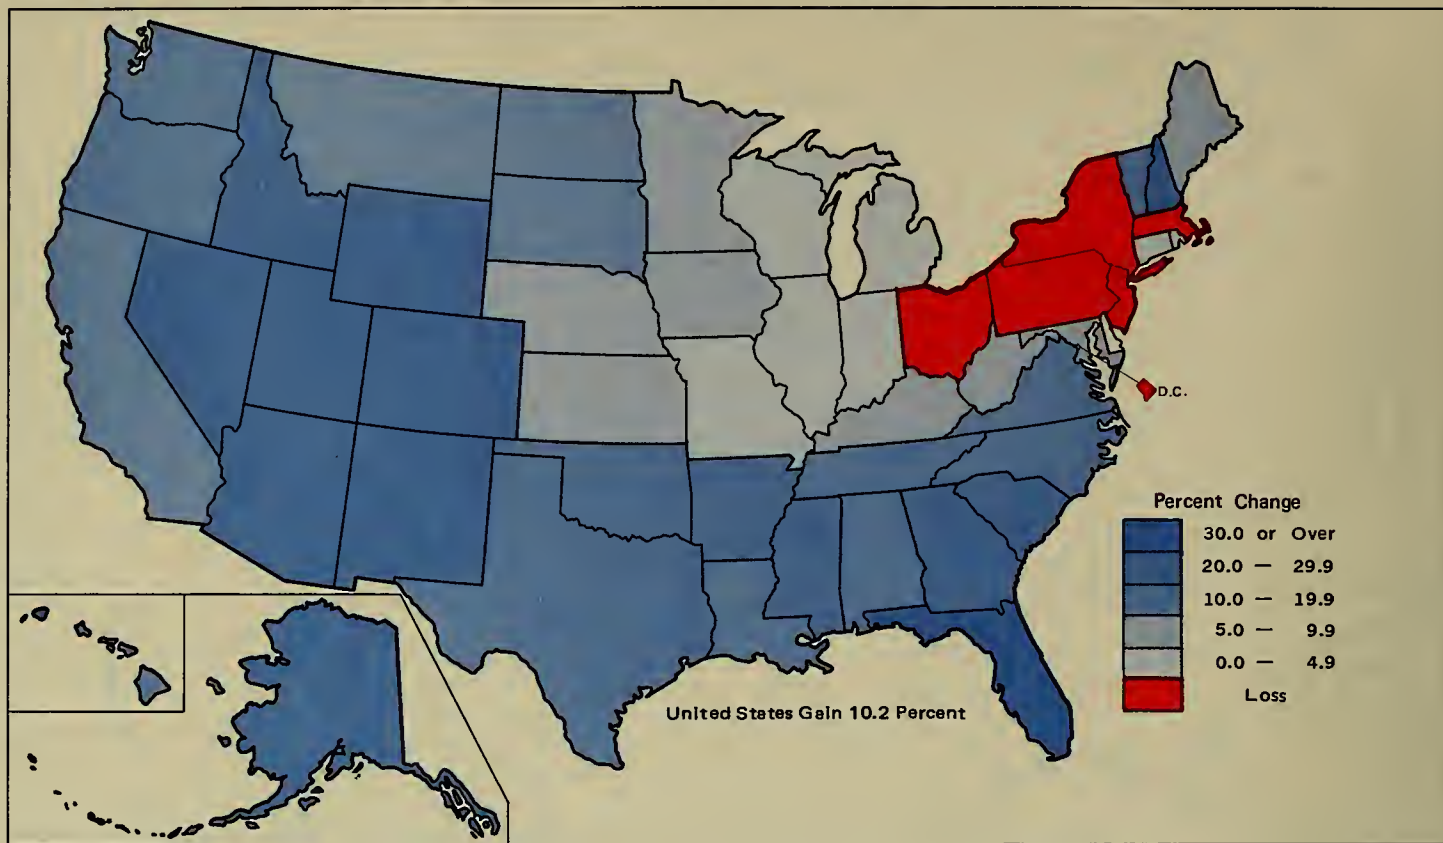 D.C.
Percent Change
30.0 or Over
20.0 — 29.9
10.0 — 19.9
5.0 — 9.9
0.0 — 4.9
Loss
United States Gain 10.2 Percent